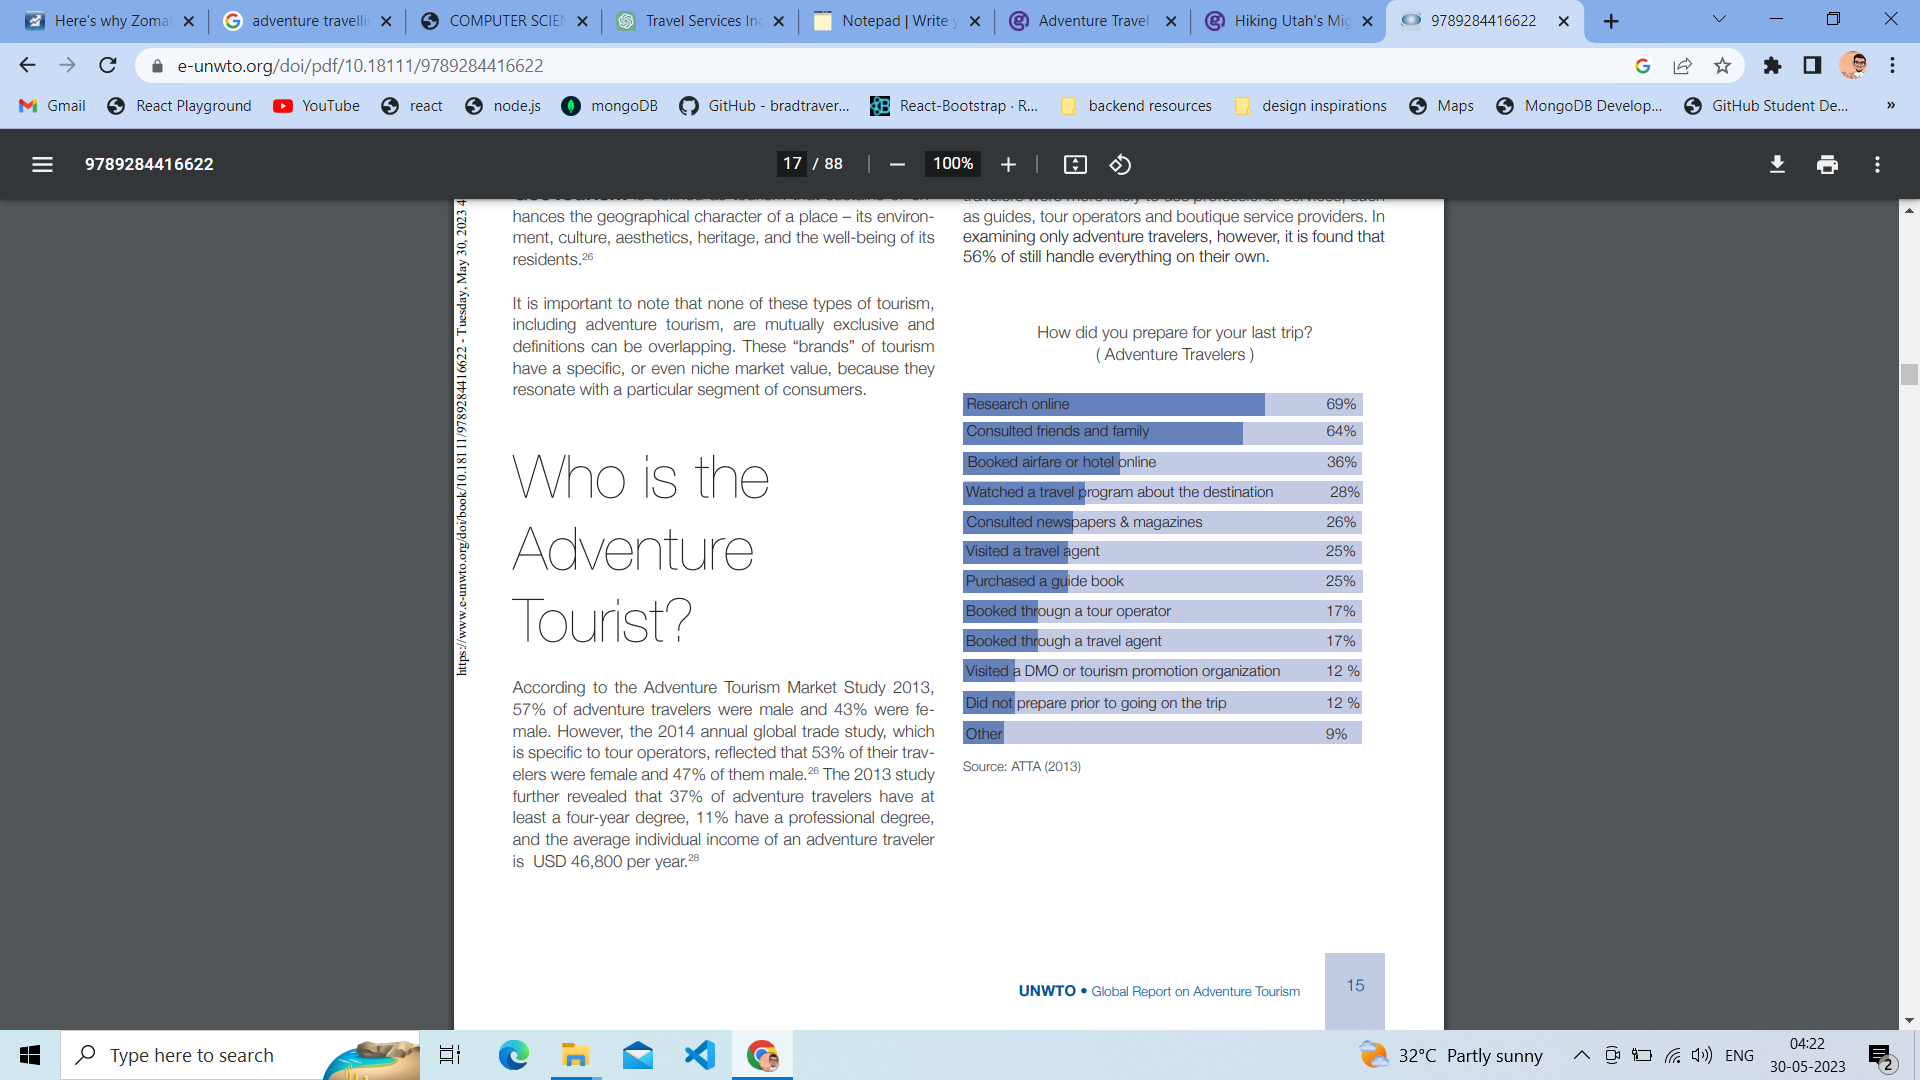 Here's why Zomat
adventure travelli
COMPUTER SCIEN
Travel Services Inc
Notepad | Write y
Adventure Travel
Hiking Utah's Mig
9789284416622
e-unwto.org/doi/pdf/10.18111/9789284416622
Gmail
React Playground
YouTube
react
node.js
mongoDB
GitHub - bradtraver...
React-Bootstrap · R...
backend resources
design inspirations
Maps
MongoDB Develop...
GitHub Student De...
»
9789284416622
17 / 88
100%
https://www.e-unwto.org/doi/book/10.18111/9789284416622 - Tuesday, May 30, 2023 4
hances the geographical character of a place – its environ-
ment, culture, aesthetics, heritage, and the well-being of its
residents.26
It is important to note that none of these types of tourism,
including adventure tourism, are mutually exclusive and
definitions can be overlapping. These “brands” of tourism
have a specific, or even niche market value, because they
resonate with a particular segment of consumers.
Who is the
Adventure
Tourist?
According to the Adventure Tourism Market Study 2013,
57% of adventure travelers were male and 43% were fe-
male. However, the 2014 annual global trade study, which
is specific to tour operators, reflected that 53% of their trav-
elers were female and 47% of them male.26 The 2013 study
further revealed that 37% of adventure travelers have at
least a four-year degree, 11% have a professional degree,
and the average individual income of an adventure traveler
is USD 46,800 per year.28
travelers were more likely to use professional services, such
as guides, tour operators and boutique service providers. In
examining only adventure travelers, however, it is found that
56% of still handle everything on their own.
How did you prepare for your last trip?
( Adventure Travelers )
Research online 69%
Consulted friends and family 64%
Booked airfare or hotel online 36%
Watched a travel program about the destination 28%
Consulted newspapers & magazines 26%
Visited a travel agent 25%
Purchased a guide book 25%
Booked througn a tour operator 17%
Booked through a travel agent 17%
Visited a DMO or tourism promotion organization 12 %
Did not prepare prior to going on the trip 12 %
Other 9%
Source: ATTA (2013)
UNWTO • Global Report on Adventure Tourism
15
Type here to search
32°C Partly sunny
ENG
04:22
30-05-2023
2